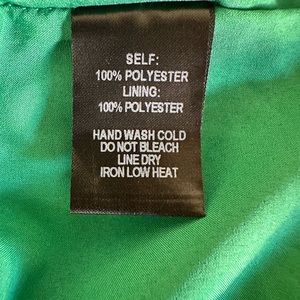 SELF:
100% POLYESTER
LINING:
100% POLYESTER
HAND WASH COLD
DO NOT BLEACH
LINE DRY
IRON LOW HEAT